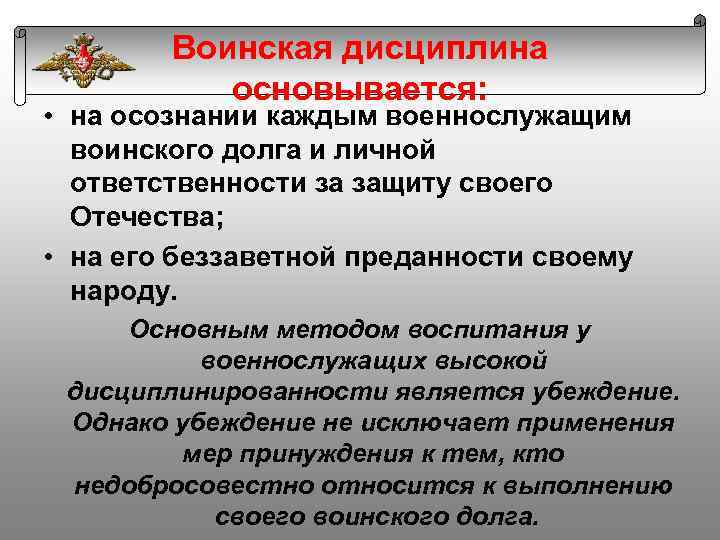 Воинская дисциплина
основывается:
• на осознании каждым военнослужащим
воинского долга и личной
ответственности за защиту своего
Отечества;
• на его беззаветной преданности своему
народу.
Основным методом воспитания у
военнослужащих высокой
дисциплинированности является убеждение.
Однако убеждение не исключает применения
мер принуждения к тем, кто
недобросовестно относится к выполнению
своего воинского долга.